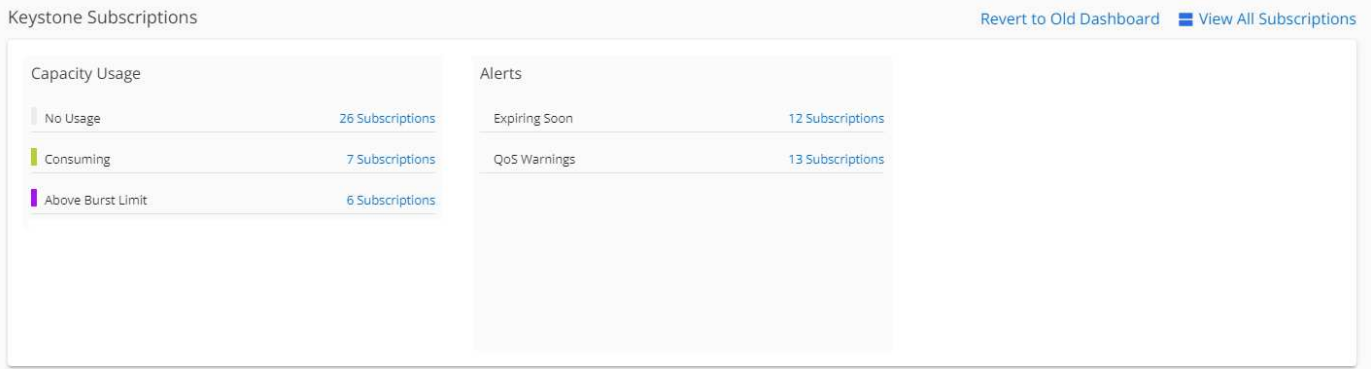 Keystone Subscriptions
Revert to Old Dashboard View All Subscriptions
Capacity Usage
No Usage 26 Subscriptions
Consuming 7 Subscriptions
Above Burst Limit 6 Subscriptions
Alerts
Expiring Soon 12 Subscriptions
QoS Warnings 13 Subscriptions